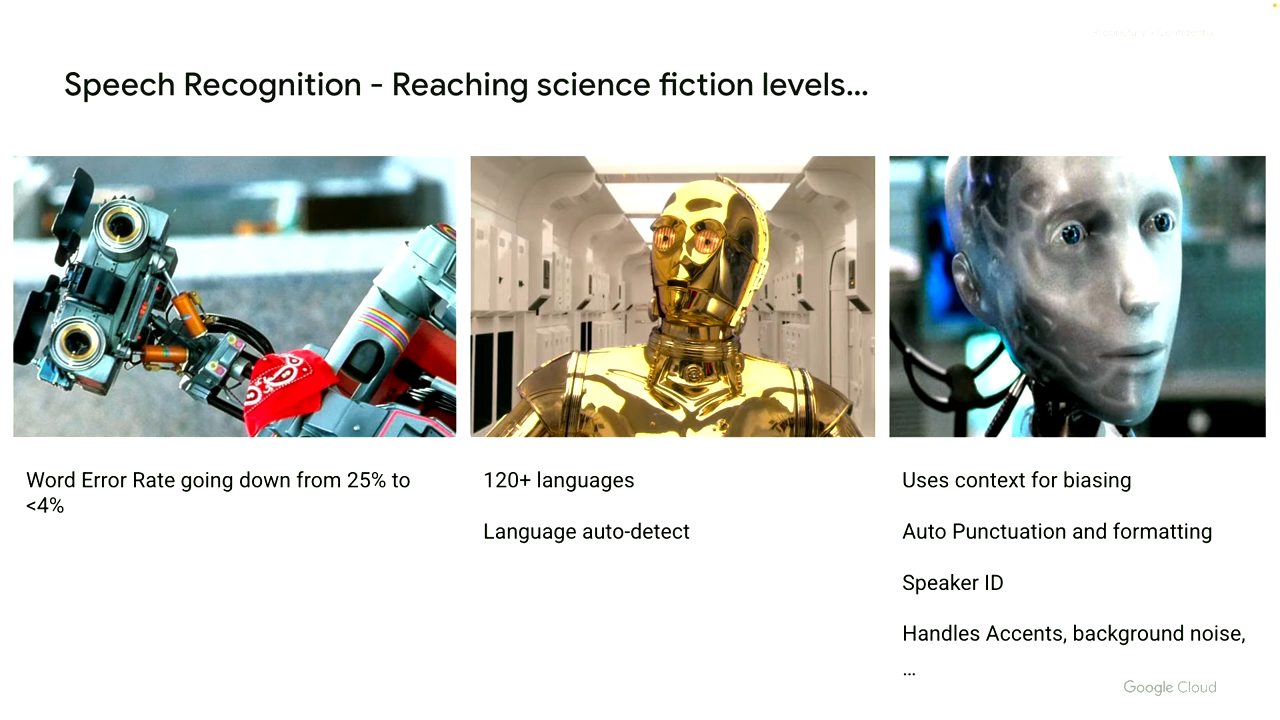 Speech Recognition - Reaching science fiction levels...
Word Error Rate going down from 25% to
<4%
120+ languages
Language auto-detect
Uses context for biasing
Auto Punctuation and formatting
Speaker ID
Handles Accents, background noise,
...
Google Cloud